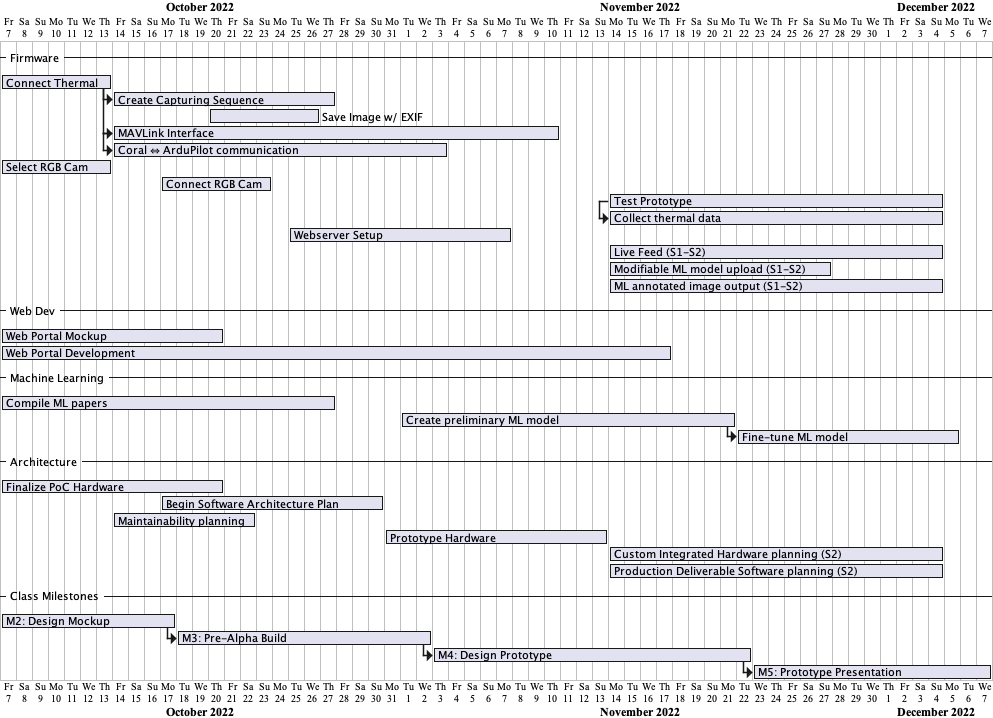 October 2022 November 2022 December 2022
Fr Sa Su Mo Tu We Th Fr Sa Su Mo Tu We Th Fr Sa Su Mo Tu We Th Fr Sa Su Mo Tu We Th Fr Sa Su Mo Tu We Th Fr Sa Su Mo Tu We Th Fr Sa Su Mo Tu We Th Fr Sa Su Mo Tu We Th Fr Sa Su Mo Tu We
7 8 9 10 11 12 13 14 15 16 17 18 19 20 21 22 23 24 25 26 27 28 29 30 31 1 2 3 4 5 6 7 8 9 10 11 12 13 14 15 16 17 18 19 20 21 22 23 24 25 26 27 28 29 30 1 2 3 4 5 6 7
Firmware
Connect Thermal
Create Capturing Sequence
Save Image w/ EXIF
MAVLink Interface
Coral ⇔ ArduPilot communication
Select RGB Cam
Connect RGB Cam
Test Prototype
Collect thermal data
Webserver Setup
Live Feed (S1-S2)
Modifiable ML model upload (S1-S2)
ML annotated image output (S1-S2)
Web Dev
Web Portal Mockup
Web Portal Development
Machine Learning
Compile ML papers
Create preliminary ML model
Fine-tune ML model
Architecture
Finalize PoC Hardware
Begin Software Architecture Plan
Maintainability planning
Prototype Hardware
Custom Integrated Hardware planning (S2)
Production Deliverable Software planning (S2)
Class Milestones
M2: Design Mockup
M3: Pre-Alpha Build
M4: Design Prototype
M5: Prototype Presentation
Fr Sa Su Mo Tu We Th Fr Sa Su Mo Tu We Th Fr Sa Su Mo Tu We Th Fr Sa Su Mo Tu We Th Fr Sa Su Mo Tu We Th Fr Sa Su Mo Tu We Th Fr Sa Su Mo Tu We Th Fr Sa Su Mo Tu We Th Fr Sa Su Mo Tu We
7 8 9 10 11 12 13 14 15 16 17 18 19 20 21 22 23 24 25 26 27 28 29 30 31 1 2 3 4 5 6 7 8 9 10 11 12 13 14 15 16 17 18 19 20 21 22 23 24 25 26 27 28 29 30 1 2 3 4 5 6 7
October 2022 November 2022 December 2022